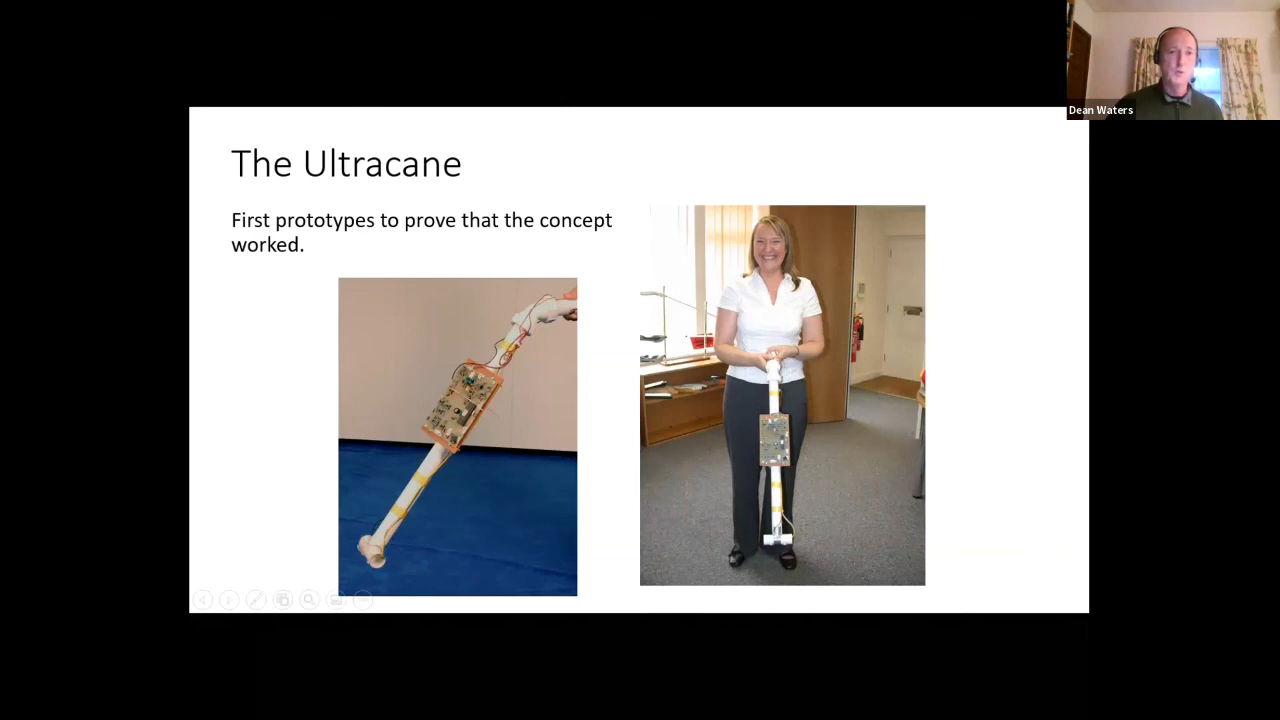 Dean Waters
The Ultracane
First prototypes to prove that the concept
worked.